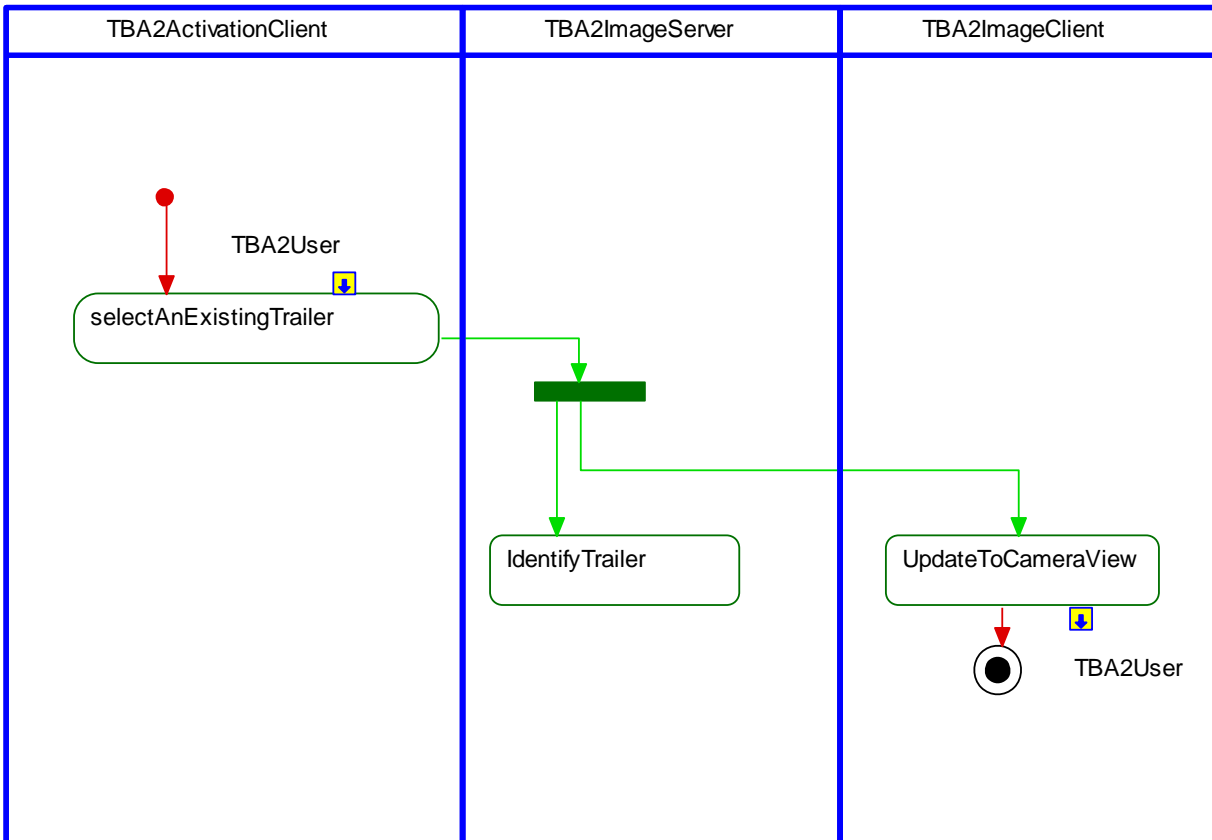 TBA2ActivationClient
TBA2ImageServer
TBA2ImageClient
TBA2User
selectAnExistingTrailer
IdentifyTrailer
UpdateToCameraView
TBA2User